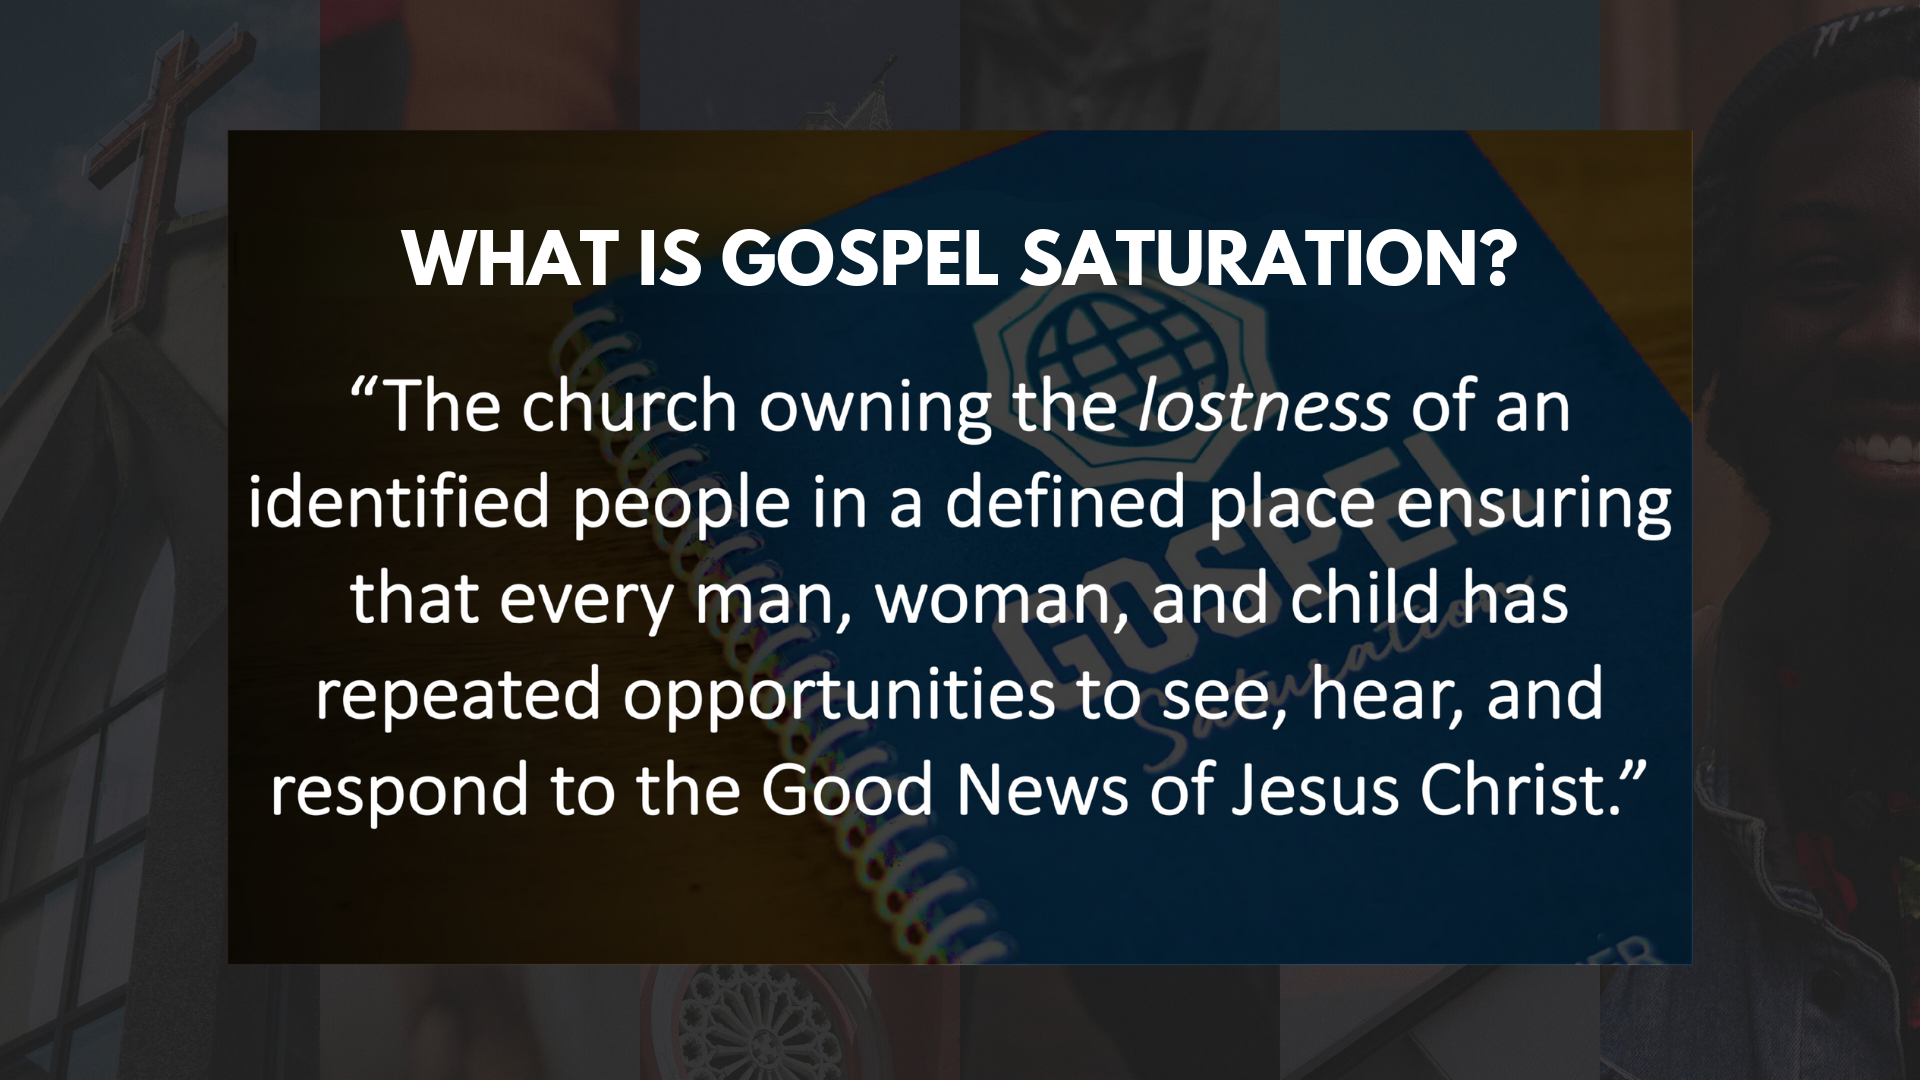 WHAT IS GOSPEL SATURATION?
“The church owning the lostness of an
identified people in a defined place ensuring
that every man, woman, and child has
repeated opportunities to see, hear, and
respond to the Good News of Jesus Christ.”
GOSPEL
Saturation